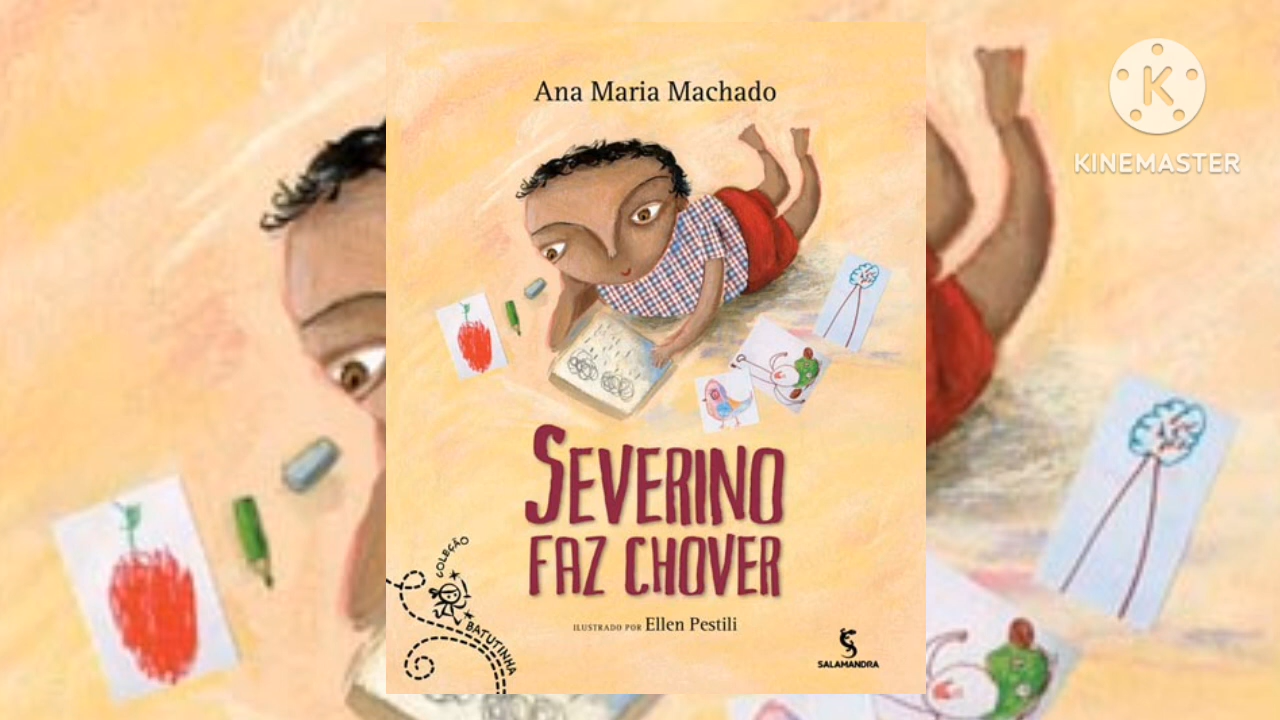 Ana Maria Machado
KINEMASTER
SEVERINO
FAZ CHOVER
COLEÇÃO
BATUTINHA
ILUSTRADO POR Ellen Pestili
SALAMANDRA